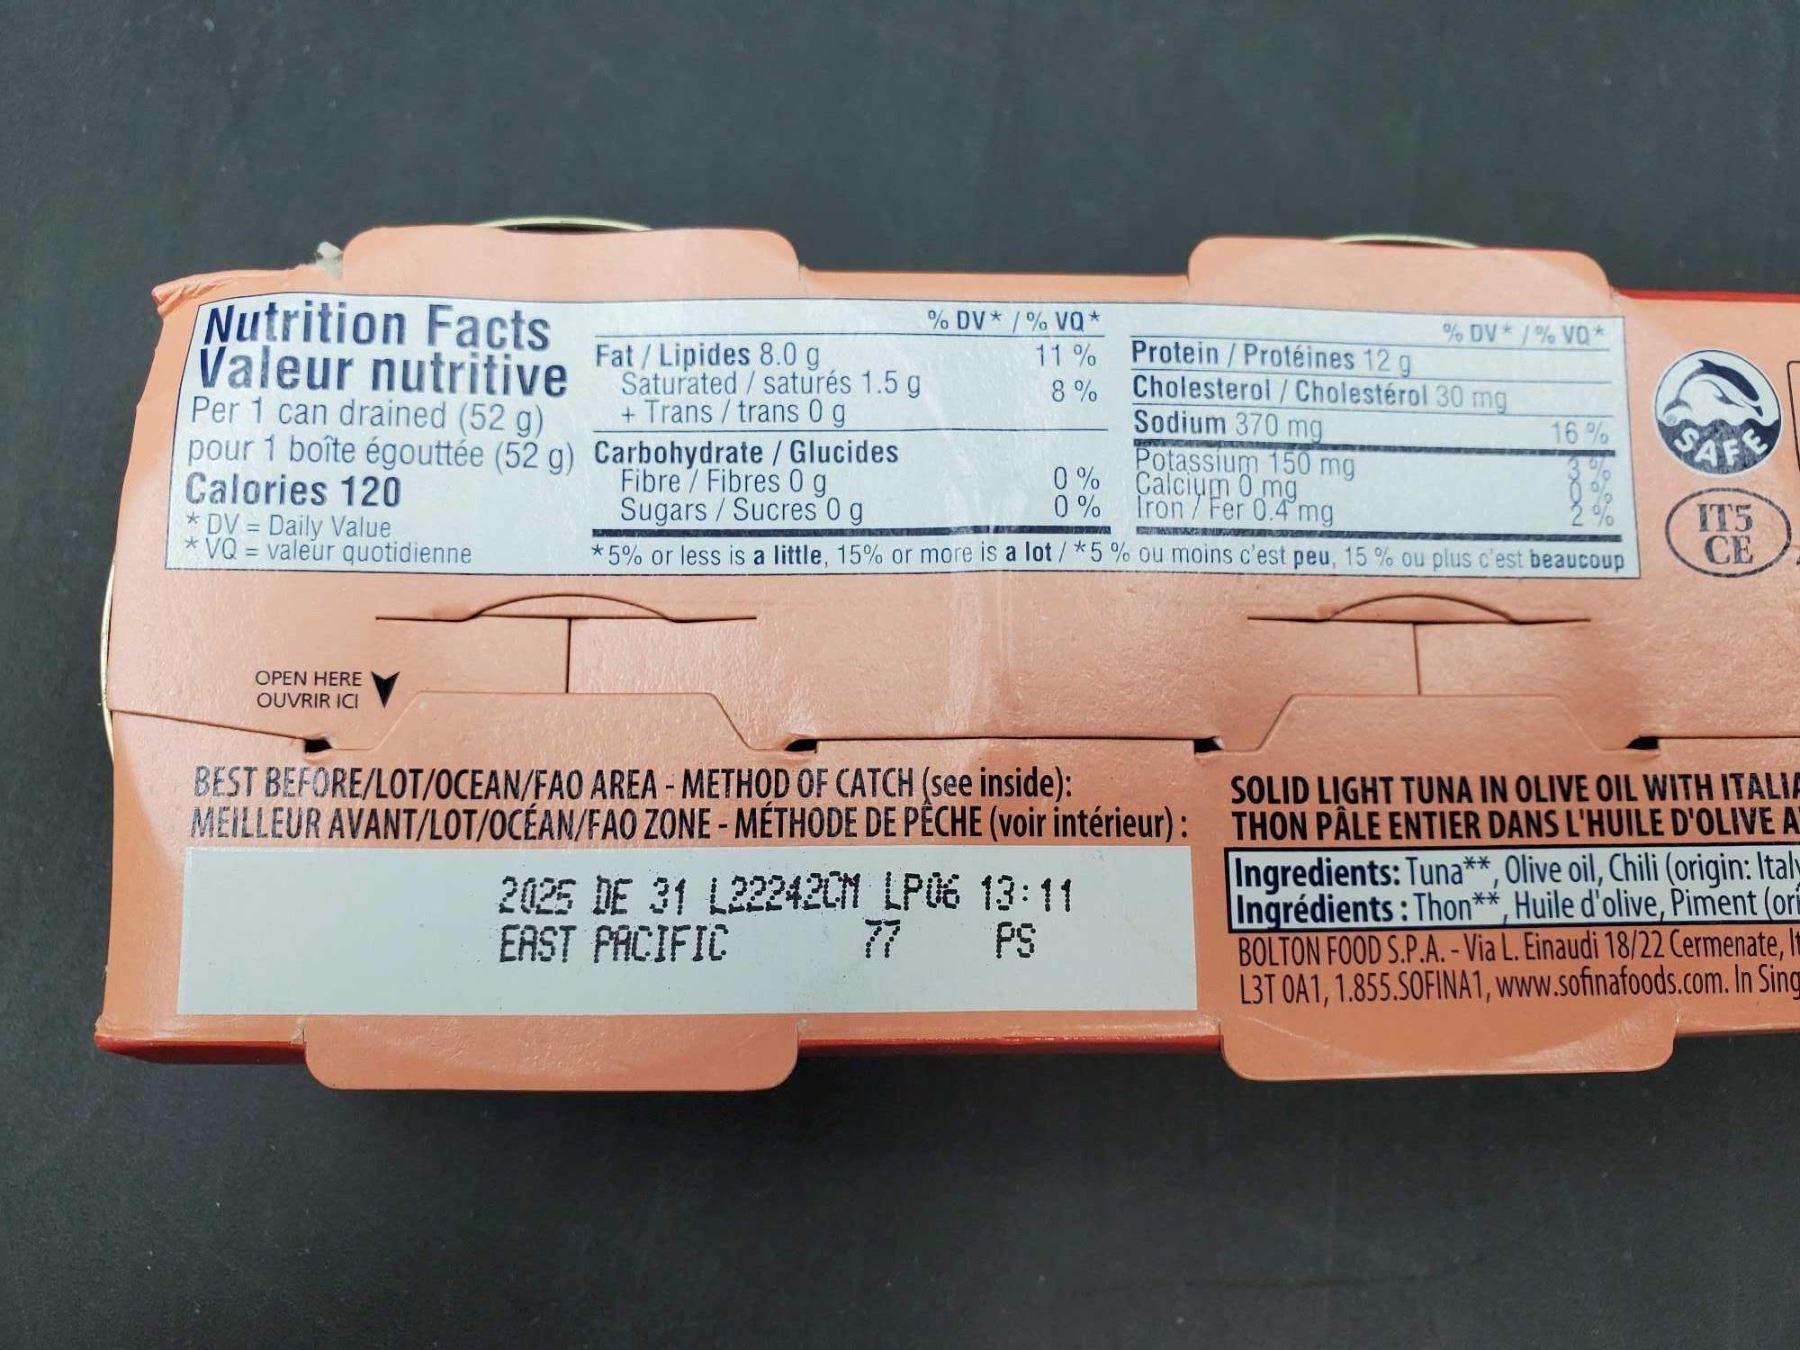 Nutrition Facts
Valeur nutritive
Per 1 can drained (52 g)
pour 1 boîte égouttée (52 g)
Calories 120
* DV = Daily Value
* VQ = valeur quotidienne
% DV* / % VQ*
Fat / Lipides 8.0 g 11 %
Saturated / saturés 1.5 g 8 %
+ Trans / trans 0 g
Carbohydrate / Glucides
Fibre / Fibres 0 g 0 %
Sugars / Sucres 0 g 0 %
% DV* / % VQ*
Protein / Protéines 12 g
Cholesterol / Cholestérol 30 mg
Sodium 370 mg 16 %
Potassium 150 mg 3 %
Calcium 0 mg 0 %
Iron / Fer 0.4 mg 2 %
*5% or less is a little, 15% or more is a lot / *5 % ou moins c'est peu, 15 % ou plus c'est beaucoup
SAFE
IT5
CE
OPEN HERE
OUVRIR ICI
BEST BEFORE/LOT/OCEAN/FAO AREA - METHOD OF CATCH (see inside):
MEILLEUR AVANT/LOT/OCÉAN/FAO ZONE - MÉTHODE DE PÊCHE (voir intérieur) :
2025 DE 31 L22242CM LP06 13:11
EAST PACIFIC 77 PS
SOLID LIGHT TUNA IN OLIVE OIL WITH ITALIA
THON PÂLE ENTIER DANS L'HUILE D'OLIVE A
Ingredients: Tuna**, Olive oil, Chili (origin: Italy
Ingrédients : Thon**, Huile d'olive, Piment (ori
BOLTON FOOD S.P.A. - Via L. Einaudi 18/22 Cermenate, It
L3T 0A1, 1.855.SOFINA1, www.sofinafoods.com. In Sing